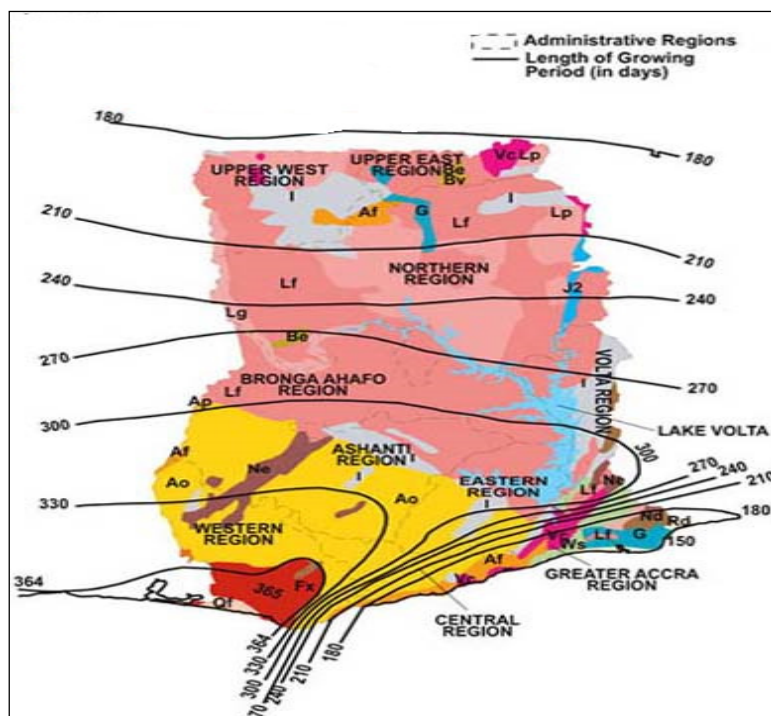 Administrative Regions
Length of Growing
Period (in days)
180
180
UPPER WEST
REGION
UPPER EAST
REGION
Be
Bv
Vc Lp
I
I
Af
G
Lf
Lp
210
210
NORTHERN
REGION
240
Lf
J2
240
Lg
Be
270
270
VOLTA REGION
I
BRONGA AHAFO
REGION
Lf
Ap
300
LAKE VOLTA
300
ASHANTI
REGION
I
I
Af
Ne
Ao
Ao
EASTERN
REGION
I
Ne
Lf
270
240
210
330
WESTERN
REGION
180
Nd
Rd
Lf
G
150
Vc
Ws
GREATER ACCRA
REGION
Af
Vc
364
365
Fx
Of
CENTRAL
REGION
364
330
300
240
210
180
70